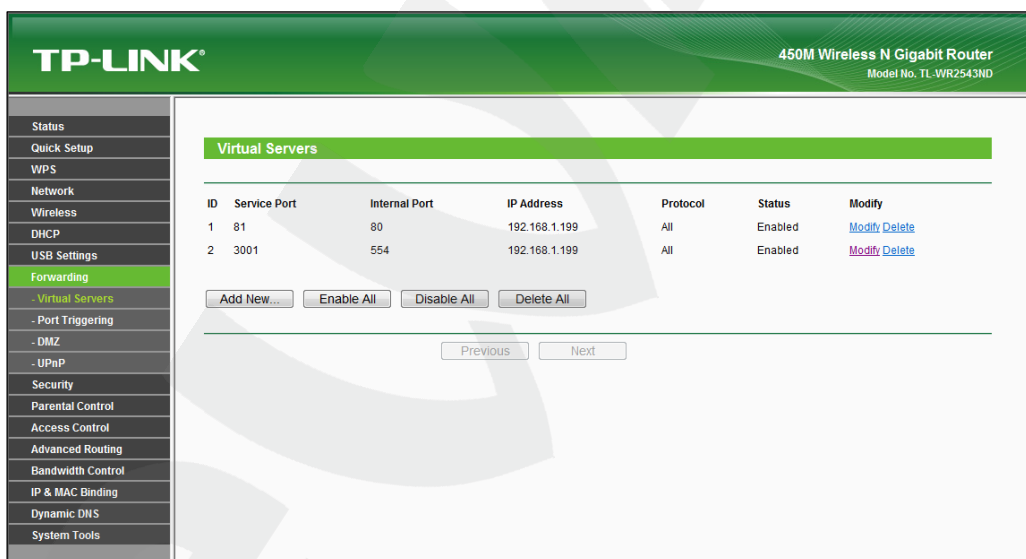 TP-LINK®
450M Wireless N Gigabit Router
Model No. TL-WR2543ND
Status
Quick Setup
WPS
Network
Wireless
DHCP
USB Settings
Forwarding
- Virtual Servers
- Port Triggering
- DMZ
- UPnP
Security
Parental Control
Access Control
Advanced Routing
Bandwidth Control
IP & MAC Binding
Dynamic DNS
System Tools
Virtual Servers
ID Service Port Internal Port IP Address Protocol Status Modify
1 81 80 192.168.1.199 All Enabled Modify Delete
2 3001 554 192.168.1.199 All Enabled Modify Delete
Add New... Enable All Disable All Delete All
Previous Next